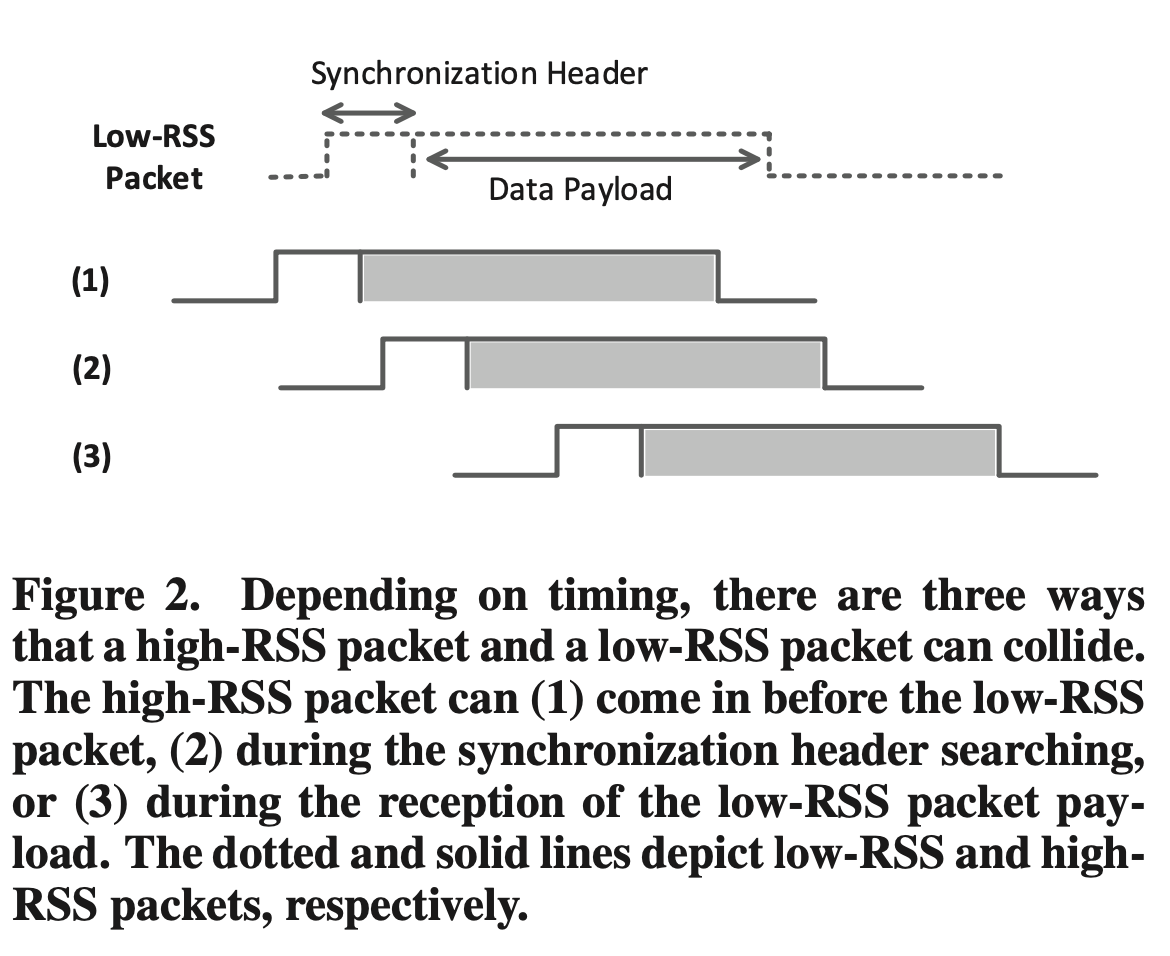 Synchronization Header
Low-RSS
Packet
Data Payload
(1)
(2)
(3)
Figure 2. Depending on timing, there are three ways
that a high-RSS packet and a low-RSS packet can collide.
The high-RSS packet can (1) come in before the low-RSS
packet, (2) during the synchronization header searching,
or (3) during the reception of the low-RSS packet pay-
load. The dotted and solid lines depict low-RSS and high-
RSS packets, respectively.